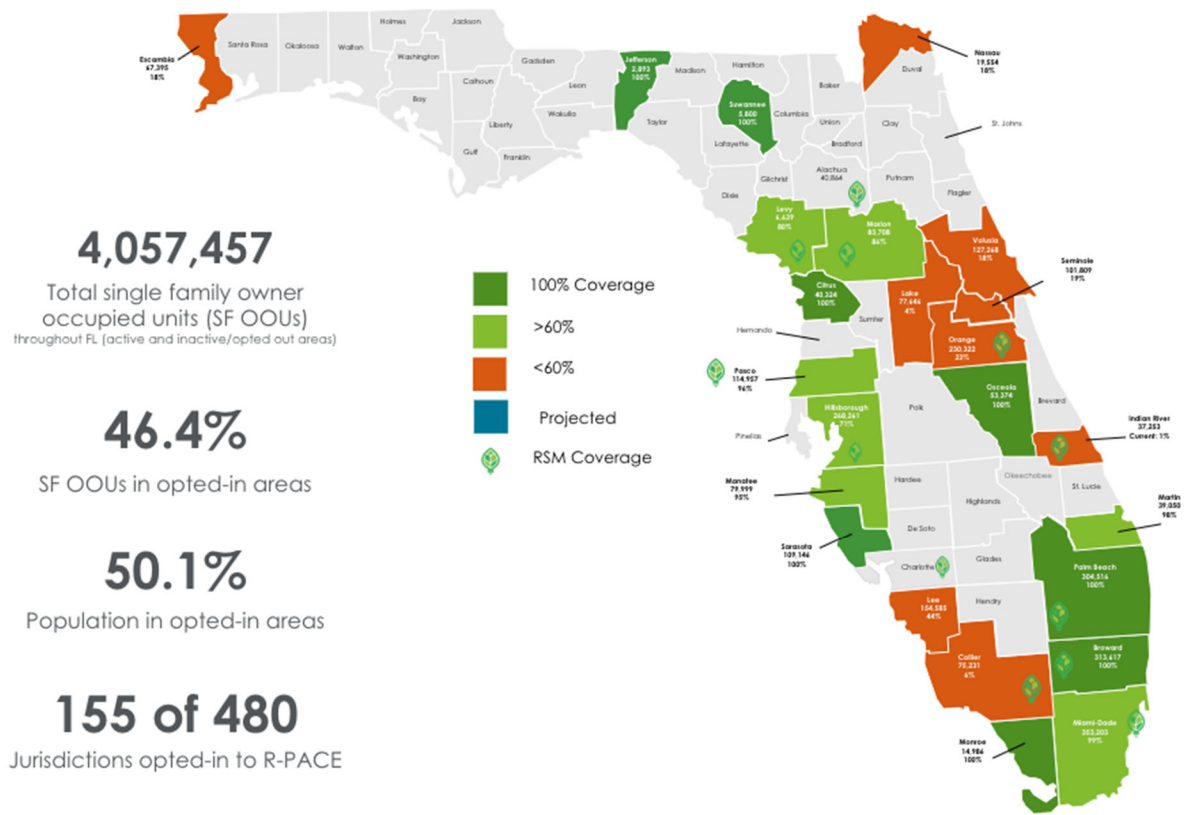 Holmes
Jackson
Escambia
67,395
18%
Santa Rosa
Okaloosa
Walton
Washington
Calhoun
Bay
Gulf
Liberty
Franklin
Gadsden
Leon
Wakulla
Jefferson
2,893
100%
Madison
Taylor
Hamilton
Suwannee
5,800
100%
Lafayette
Dixie
Columbia
Baker
Union
Bradford
Gilchrist
Alachua
40,864
Nassau
19,554
18%
Duval
Clay
St. Johns
Putnam
Flagler
Levy
6,639
80%
Marion
83,708
86%
Volusia
127,268
18%
Seminole
101,809
19%
Citrus
40,324
100%
Sumter
Lake
77,646
4%
Hernando
Orange
230,322
22%
Pasco
114,957
96%
Osceola
53,374
100%
Brevard
Hillsborough
268,261
71%
Pinellas
Polk
Indian River
37,253
Current: 1%
Manatee
79,999
95%
Hardee
Highlands
Okeechobee
St. Lucie
Martin
39,050
98%
Sarasota
109,146
100%
De Soto
Charlotte
Glades
Palm Beach
304,516
100%
Lee
154,585
44%
Hendry
Collier
75,231
6%
Broward
313,617
100%
Monroe
14,986
100%
Miami-Dade
353,203
99%
4,057,457
Total single family owner
occupied units (SF OOUs)
throughout FL (active and inactive/opted out areas)
46.4%
SF OOUs in opted-in areas
50.1%
Population in opted-in areas
155 of 480
Jurisdictions opted-in to R-PACE
100% Coverage
>60%
<60%
Projected
RSM Coverage